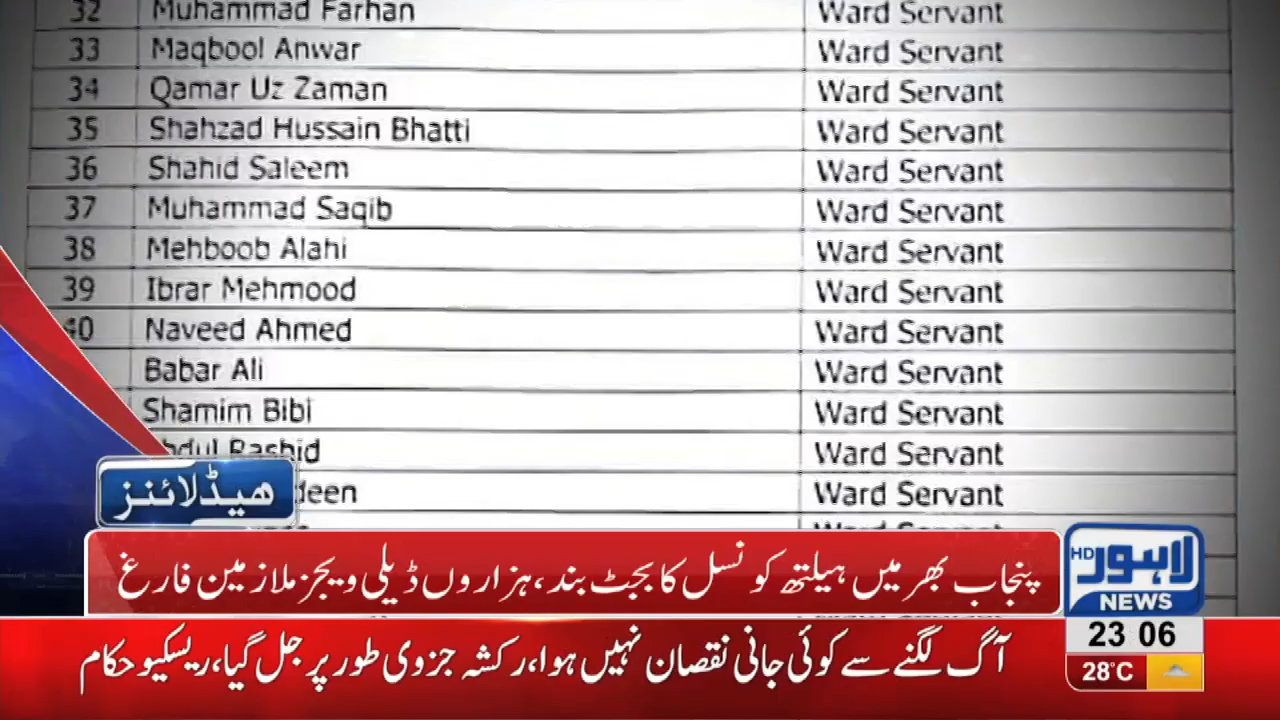 32 Muhammad Farhan Ward Servant
33 Maqbool Anwar Ward Servant
34 Qamar Uz Zaman Ward Servant
35 Shahzad Hussain Bhatti Ward Servant
36 Shahid Saleem Ward Servant
37 Muhammad Saqib Ward Servant
38 Mehboob Alahi Ward Servant
39 Ibrar Mehmood Ward Servant
40 Naveed Ahmed Ward Servant
Babar Ali Ward Servant
Shamim Bibi Ward Servant
Rashid Ward Servant
deen Ward Servant
ہیڈلائنز
پنجاب بھر میں ہیلتھ کونسل کا بجٹ بند، ہزاروں ڈیلی ویجز ملازمین فارغ
HD لاہور
NEWS
آگ لگنے سے کوئی جانی نقصان نہیں ہوا، رکشہ جزوی طور پر جل گیا، ریسکیو حکام
23 06
28°C